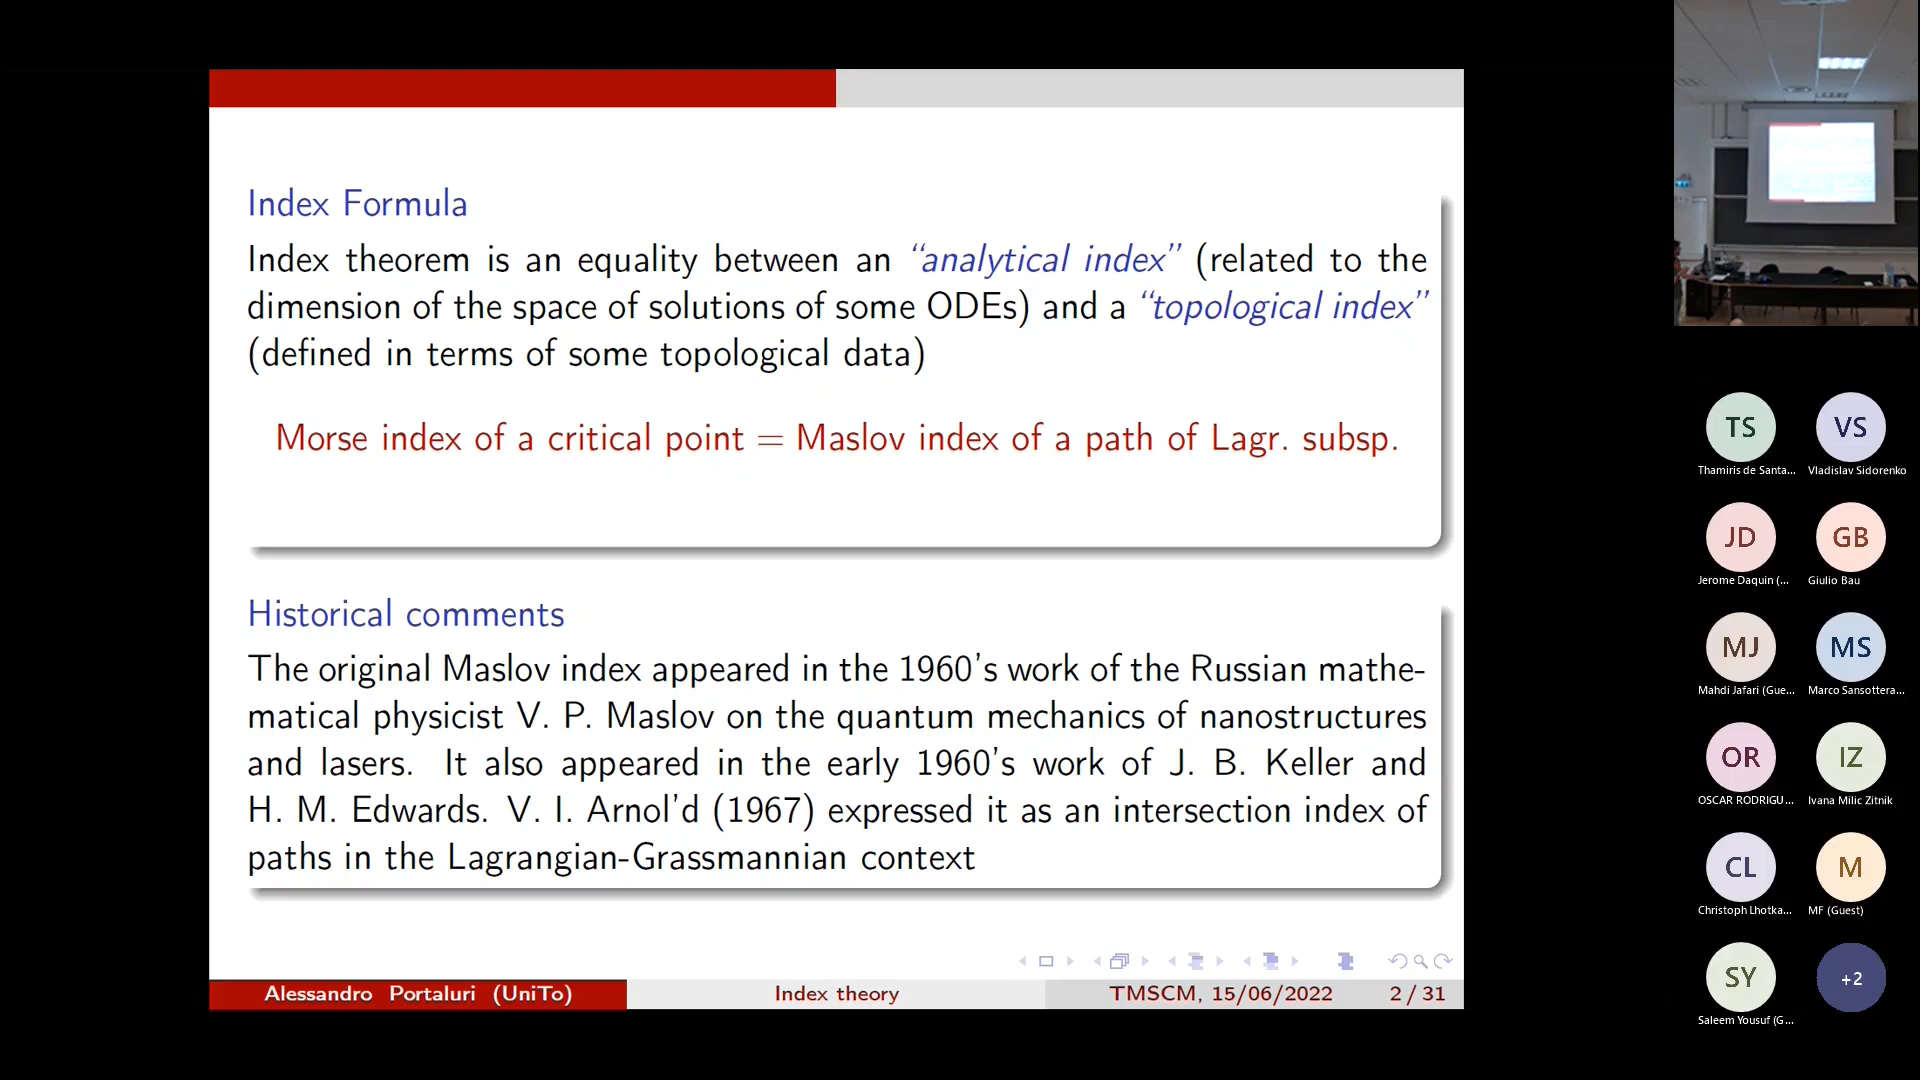 Index Formula
Index theorem is an equality between an “analytical index” (related to the
dimension of the space of solutions of some ODEs) and a “topological index”
(defined in terms of some topological data)
Morse index of a critical point = Maslov index of a path of Lagr. subsp.
Historical comments
The original Maslov index appeared in the 1960's work of the Russian mathe-
matical physicist V. P. Maslov on the quantum mechanics of nanostructures
and lasers. It also appeared in the early 1960's work of J. B. Keller and
H. M. Edwards. V. I. Arnol'd (1967) expressed it as an intersection index of
paths in the Lagrangian-Grassmannian context
Alessandro Portaluri (UniTo)
Index theory
TMSCM, 15/06/2022
2 / 31
TS
VS
Thamiris de Santa...
Vladislav Sidorenko
JD
GB
Jerome Daquin (...
Giulio Bau
MJ
MS
Mahdi Jafari (Gue...
Marco Sansottera...
OR
IZ
OSCAR RODRIGU...
Ivana Milic Zitnik
CL
M
Christoph Lhotka...
MF (Guest)
SY
+2
Saleem Yousuf (G...